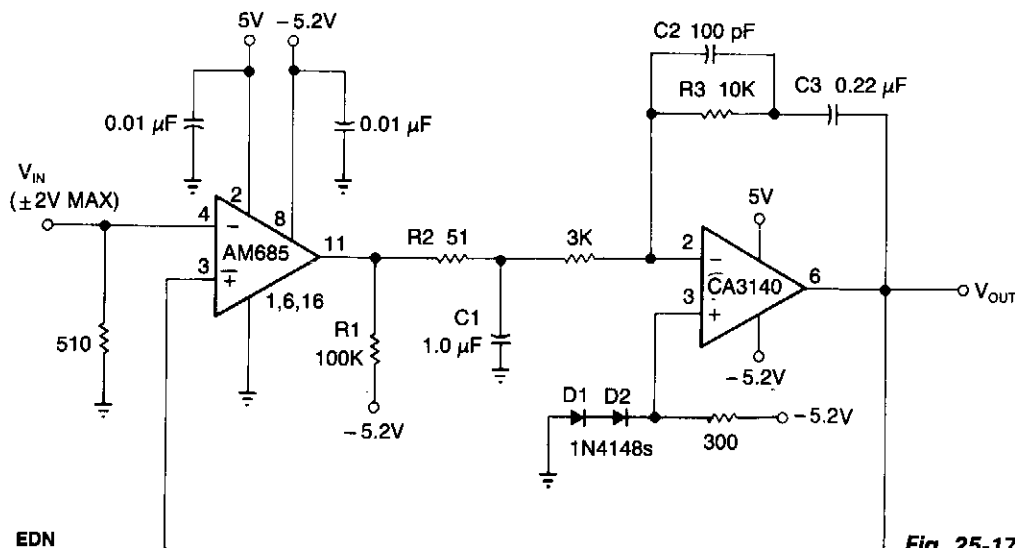 5V
−5.2V
0.01 µF
0.01 µF
C2 100 pF
R3 10K
C3 0.22 µF
V_IN
(±2V MAX)
4
2
8
−
AM685
11
3
+
1,6,16
510
R1
100K
−5.2V
R2 51
C1
1.0 µF
3K
5V
2
−
CA3140
6
3
+
−5.2V
V_OUT
D1 D2
1N4148s
300
−5.2V
EDN
Fig. 25-17